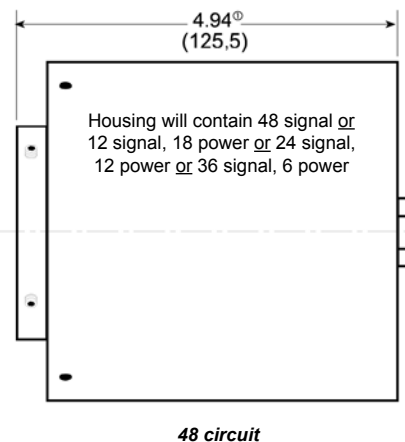 4.94①
(125,5)
Housing will contain 48 signal or
12 signal, 18 power or 24 signal,
12 power or 36 signal, 6 power
48 circuit